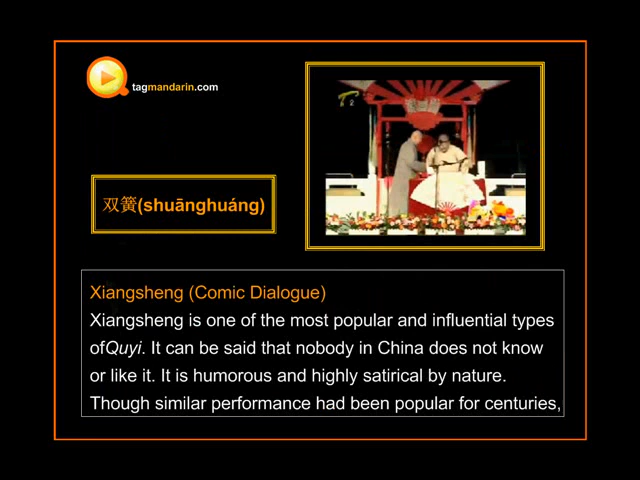 tagmandarin.com
双簧(shuānghuáng)
Xiangsheng (Comic Dialogue)
Xiangsheng is one of the most popular and influential types
ofQuyi. It can be said that nobody in China does not know
or like it. It is humorous and highly satirical by nature.
Though similar performance had been popular for centuries,